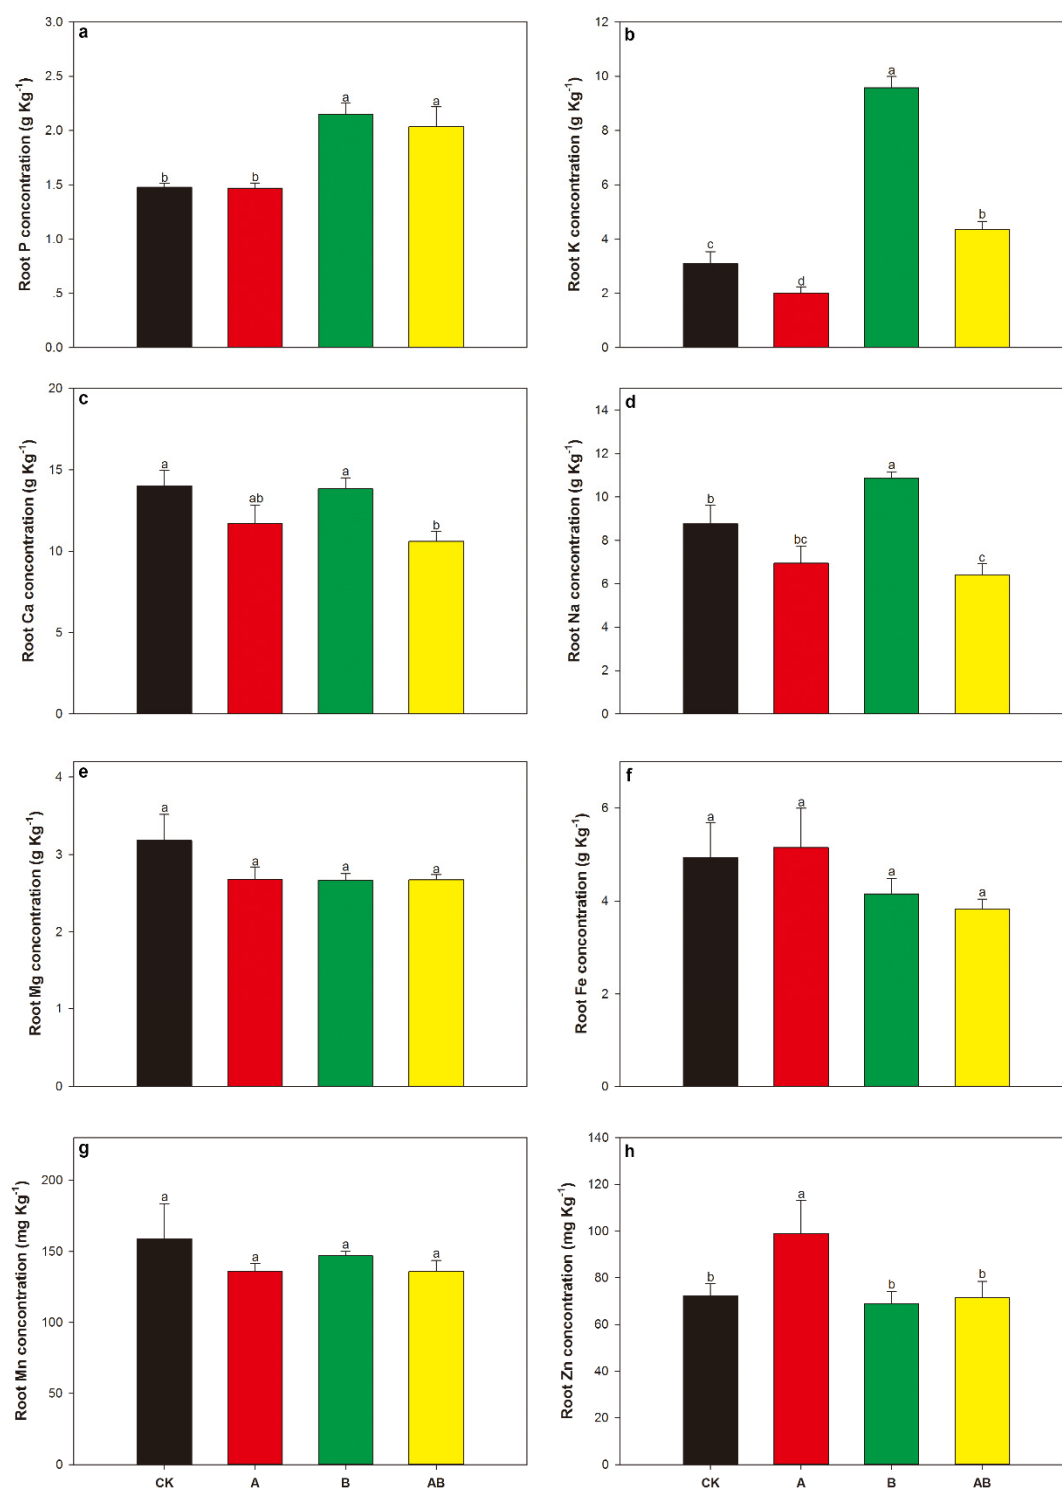 a
Root P concentration (g Kg-1)
3.0
2.5
2.0
1.5
1.0
.5
0.0
b
b
a
a
b
Root K concentration (g Kg-1)
12
10
8
6
4
2
0
c
d
a
b
c
Root Ca concentration (g Kg-1)
20
15
10
5
0
a
ab
a
b
d
Root Na concentration (g Kg-1)
14
12
10
8
6
4
2
0
b
bc
a
c
e
Root Mg concentration (g Kg-1)
4
3
2
1
0
a
a
a
a
f
Root Fe concentration (g Kg-1)
6
4
2
0
a
a
a
a
g
Root Mn concentration (mg Kg-1)
200
150
100
50
0
a
a
a
a
CK A B AB
h
Root Zn concentration (mg Kg-1)
140
120
100
80
60
40
20
0
b
a
b
b
CK A B AB